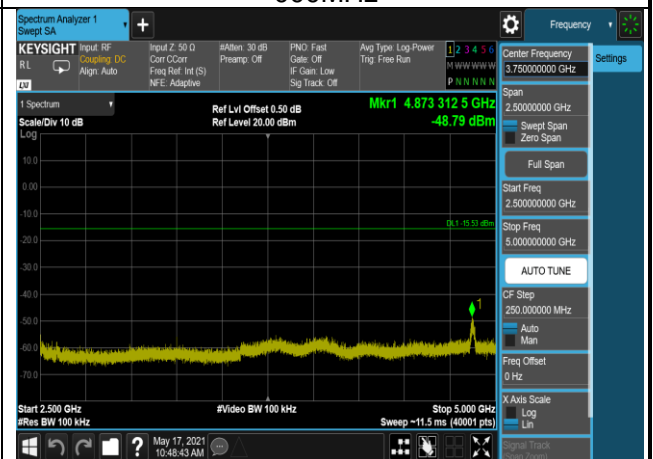 Spectrum Analyzer 1
Swept SA
+
Frequency
KEYSIGHT
RL
LXI
Input: RF
Coupling: DC
Align: Auto
Input Z: 50 Ω
Corr CCorr
Freq Ref: Int (S)
NFE: Adaptive
#Atten: 30 dB
Preamp: Off
PNO: Fast
Gate: Off
IF Gain: Low
Sig Track: Off
Avg Type: Log-Power
Trig: Free Run
1 2 3 4 5 6
M W W W W W
P N N N N N
1 Spectrum
Scale/Div 10 dB
Log
Ref Lvl Offset 0.50 dB
Ref Level 20.00 dBm
Mkr1 4.873 312 5 GHz
-48.79 dBm
10.0
0.00
-10.0
DL1 -15.53 dBm
-20.0
-30.0
-40.0
1
-50.0
-60.0
-70.0
Start 2.500 GHz
#Res BW 100 kHz
#Video BW 100 kHz
Stop 5.000 GHz
Sweep ~11.5 ms (40001 pts)
Center Frequency
3.750000000 GHz
Settings
Span
2.50000000 GHz
Swept Span
Zero Span
Full Span
Start Freq
2.500000000 GHz
Stop Freq
5.000000000 GHz
AUTO TUNE
CF Step
250.000000 MHz
Auto
Man
Freq Offset
0 Hz
X Axis Scale
Log
Lin
Signal Track
(Span Zoom)
?
May 17, 2021
10:48:43 AM